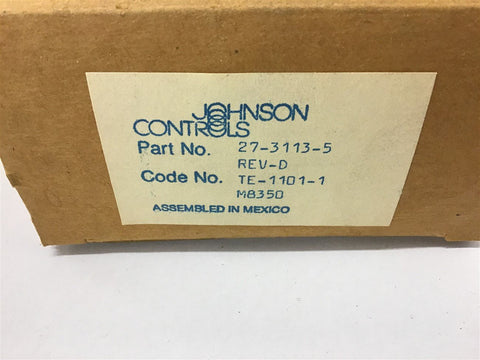 JOHNSON
CONTROLS
Part No. 27-3113-5
REV-D
Code No. TE-1101-1
M8350
ASSEMBLED IN MEXICO